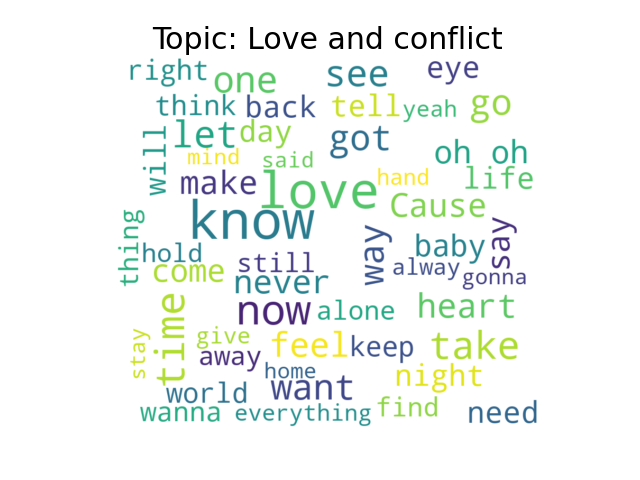 Topic: Love and conflict
right one see eye
think back tell yeah go
will let day got oh oh
mind said hand life
make love Cause
know way baby say
thing hold still alway gonna
come never
time now alone heart
stay give feel keep take
away home night
world want
wanna everything find need